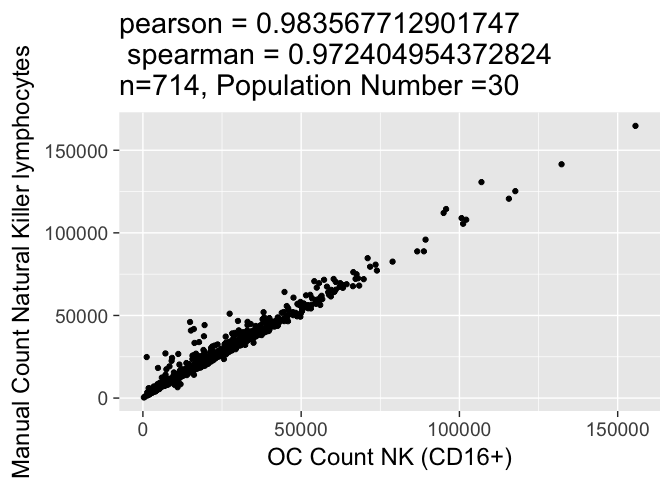 pearson = 0.983567712901747
spearman = 0.972404954372824
n=714, Population Number =30
Manual Count Natural Killer lymphocytes
150000
100000
50000
0
0 50000 100000 150000
OC Count NK (CD16+)